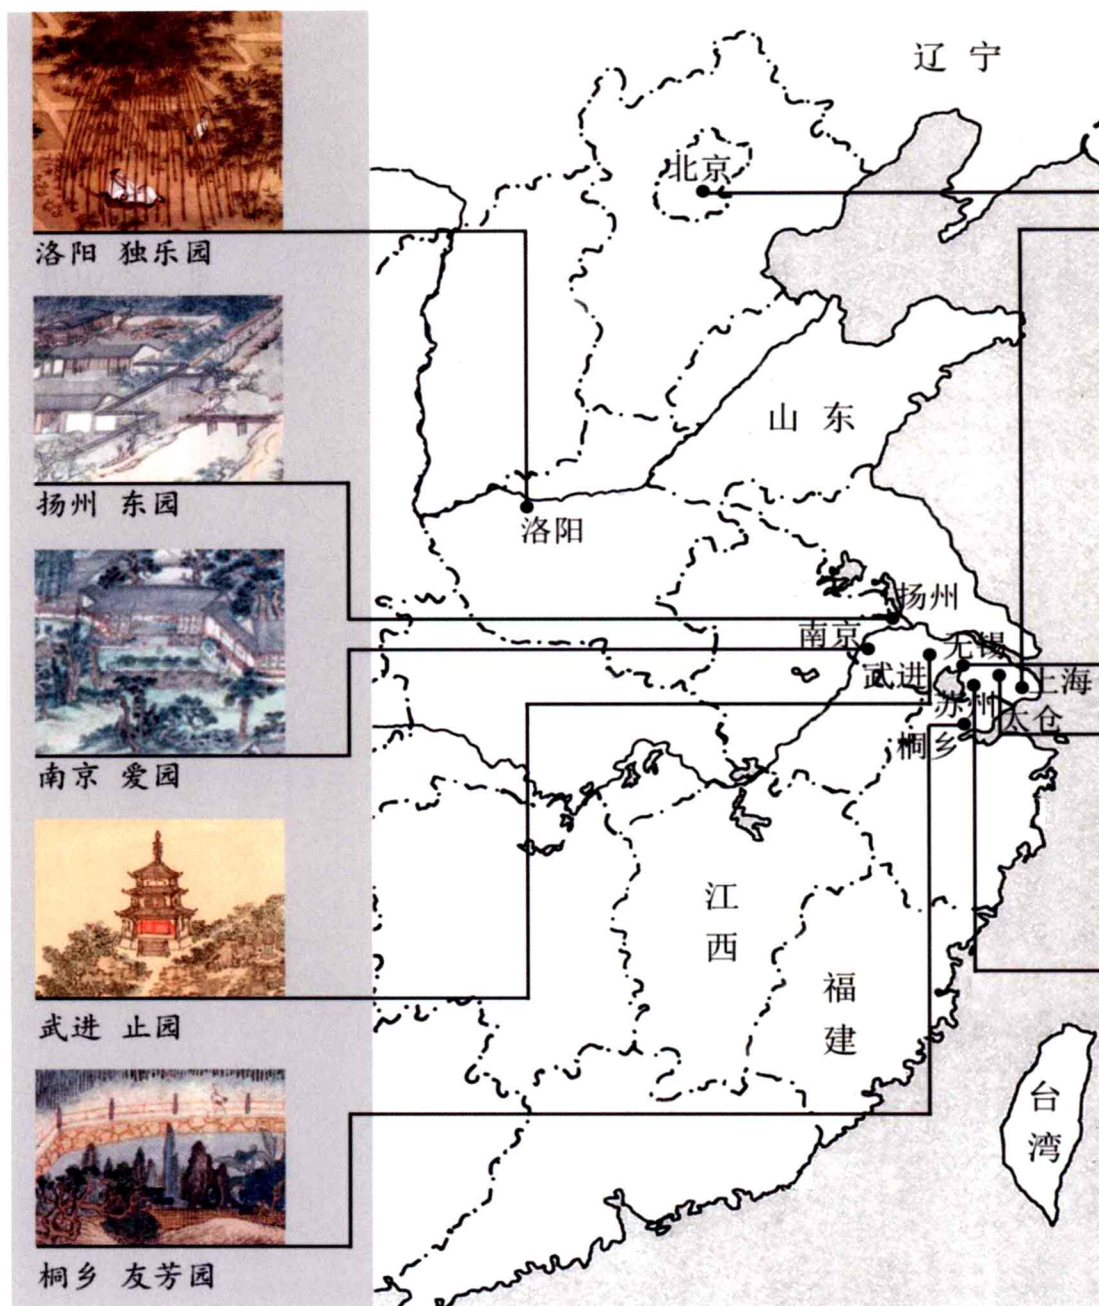 洛阳 独乐园
扬州 东园
南京 爱园
武进 止园
桐乡 友芳园
辽宁
北京
山东
洛阳
扬州
南京
无锡
武进
上海
苏州
太仓
桐乡
江西
福建
台湾